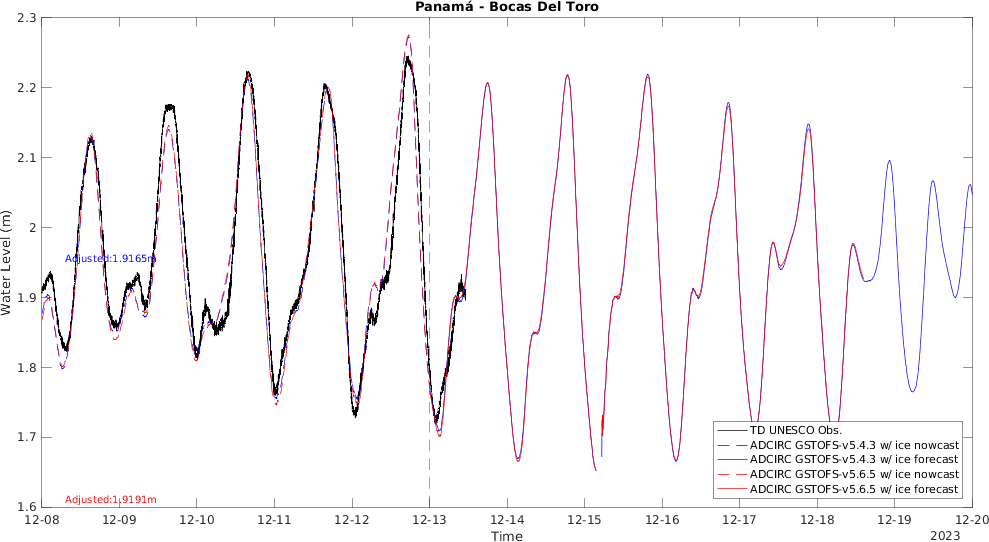 Panamá - Bocas Del Toro
Water Level (m)
2.3
2.2
2.1
2
1.9
1.8
1.7
1.6
Adjusted:1.9165m
Adjusted:1.9191m
TD UNESCO Obs.
ADCIRC GSTOFS-v5.4.3 w/ ice nowcast
ADCIRC GSTOFS-v5.4.3 w/ ice forecast
ADCIRC GSTOFS-v5.6.5 w/ ice nowcast
ADCIRC GSTOFS-v5.6.5 w/ ice forecast
12-08 12-09 12-10 12-11 12-12 12-13 12-14 12-15 12-16 12-17 12-18 12-19 12-20
Time
2023